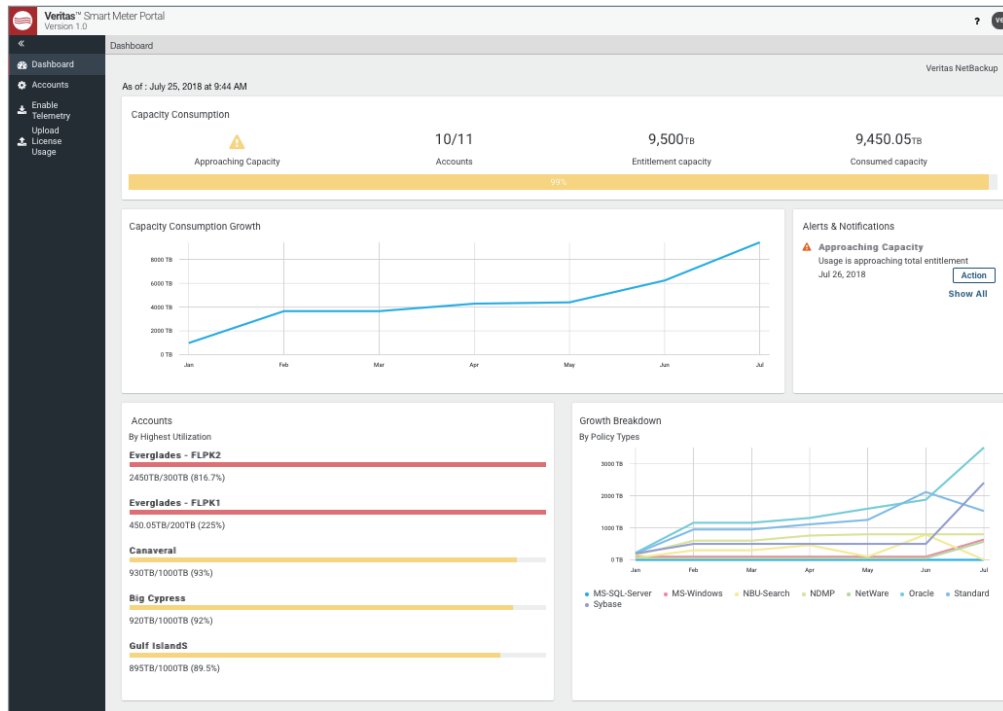 Veritas™ Smart Meter Portal
Version 1.0
?
«
Dashboard
Dashboard
Accounts
Enable
Telemetry
Upload
License
Usage
Veritas NetBackup
As of : July 25, 2018 at 9:44 AM
Capacity Consumption
10/11
9,500TB
9,450.05TB
Approaching Capacity
Accounts
Entitlement capacity
Consumed capacity
99%
Capacity Consumption Growth
8000 TB
6000 TB
4000 TB
2000 TB
0 TB
Jan Feb Mar Apr May Jun Jul
Alerts & Notifications
Approaching Capacity
Usage is approaching total entitlement
Jul 26, 2018
Action
Show All
Accounts
By Highest Utilization
Everglades - FLPK2
2450TB/300TB (816.7%)
Everglades - FLPK1
450.05TB/200TB (225%)
Canaveral
930TB/1000TB (93%)
Big Cypress
920TB/1000TB (92%)
Gulf IslandS
895TB/1000TB (89.5%)
Growth Breakdown
By Policy Types
3000 TB
2000 TB
1000 TB
0 TB
Jan Feb Mar Apr May Jun Jul
MS-SQL-Server MS-Windows NBU-Search NDMP NetWare Oracle Standard
Sybase